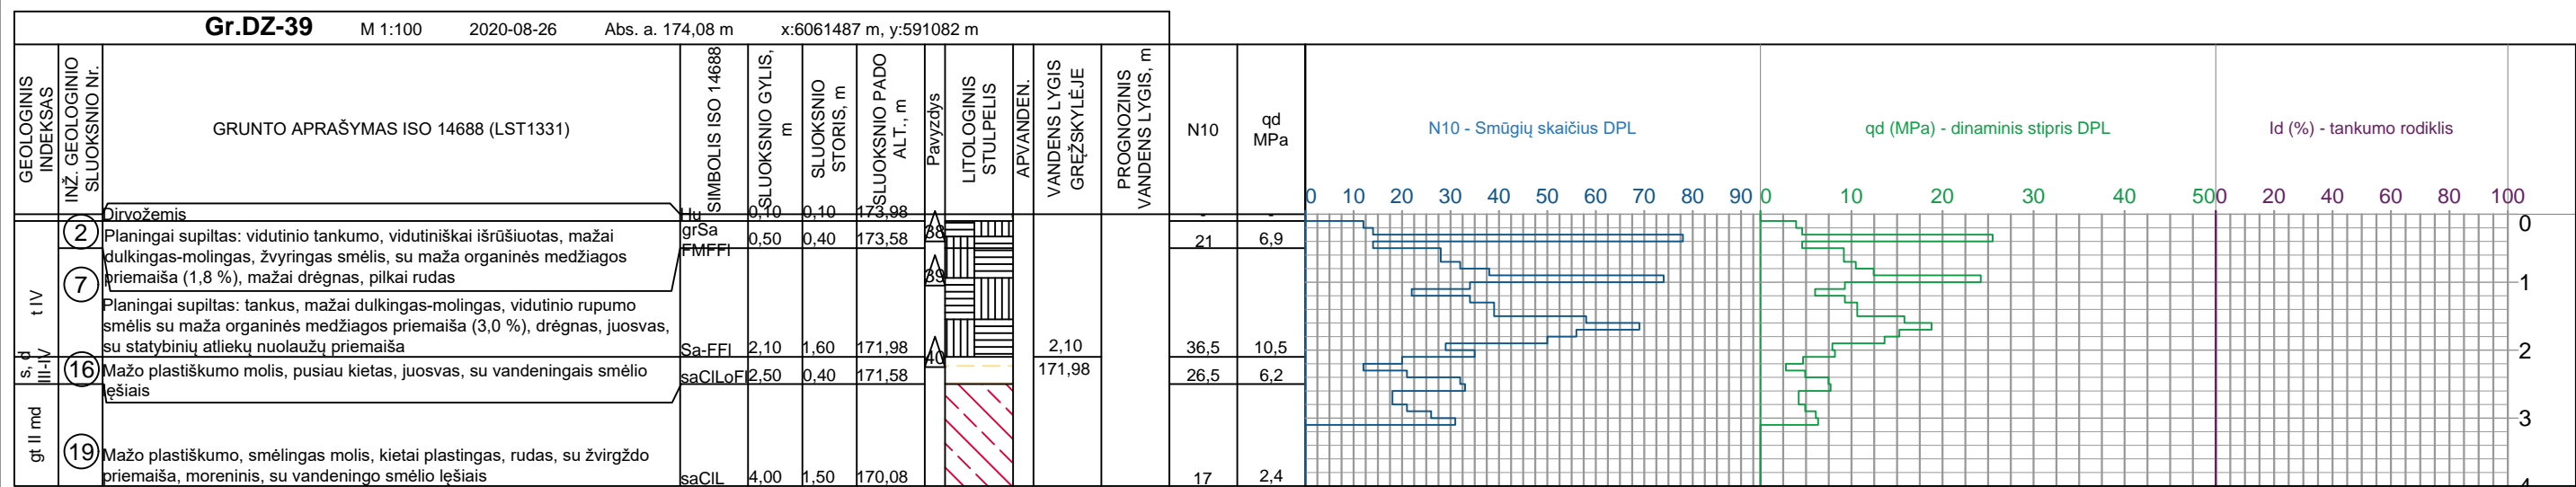 Gr.DZ-39 M 1:100 2020-08-26 Abs. a. 174,08 m x:6061487 m, y:591082 m
GEOLOGINIS
INDEKSAS
INŽ. GEOLOGINIO
SLUOKSNIO Nr.
GRUNTO APRAŠYMAS ISO 14688 (LST1331)
SIMBOLIS ISO 14688
SLUOKSNIO GYLIS,
m
SLUOKSNIO
STORIS, m
SLUOKSNIO PADO
ALT., m
Pavyzdys
LITOLOGINIS
STULPELIS
APVANDEN.
VANDENS LYGIS
GRĘŽSKYLĖJE
PROGNOZINIS
VANDENS LYGIS, m
N10
qd
MPa
N10 - Smūgių skaičius DPL
qd (MPa) - dinaminis stipris DPL
Id (%) - tankumo rodiklis
0 10 20 30 40 50 60 70 80 90
0 10 20 30 40 50
0 20 40 60 80 100
Dirvožemis Hu 0,10 0,10 173,98 - -
t IV
2
Planingai supiltas: vidutinio tankumo, vidutiniškai išrūšiuotas, mažai
dulkingas-molingas, žvyringas smėlis, su maža organinės medžiagos
priemaiša (1,8 %), mažai drėgnas, pilkai rudas
grSa
FMFFI
0,50 0,40 173,58 38 21 6,9
7
Planingai supiltas: tankus, mažai dulkingas-molingas, vidutinio rupumo
smėlis su maža organinės medžiagos priemaiša (3,0 %), drėgnas, juosvas,
su statybinių atliekų nuolaužų priemaiša
Sa-FFI 2,10 1,60 171,98 39 2,10 36,5 10,5
s, d
III-IV
16
Mažo plastiškumo molis, pusiau kietas, juosvas, su vandeningais smėlio
lęšiais
saClLoFl 2,50 0,40 171,58 40 171,98 26,5 6,2
gt II md
19
Mažo plastiškumo, smėlingas molis, kietai plastingas, rudas, su žvirgždo
priemaiša, moreninis, su vandeningo smėlio lęšiais
saClL 4,00 1,50 170,08 17 2,4
0
1
2
3
4